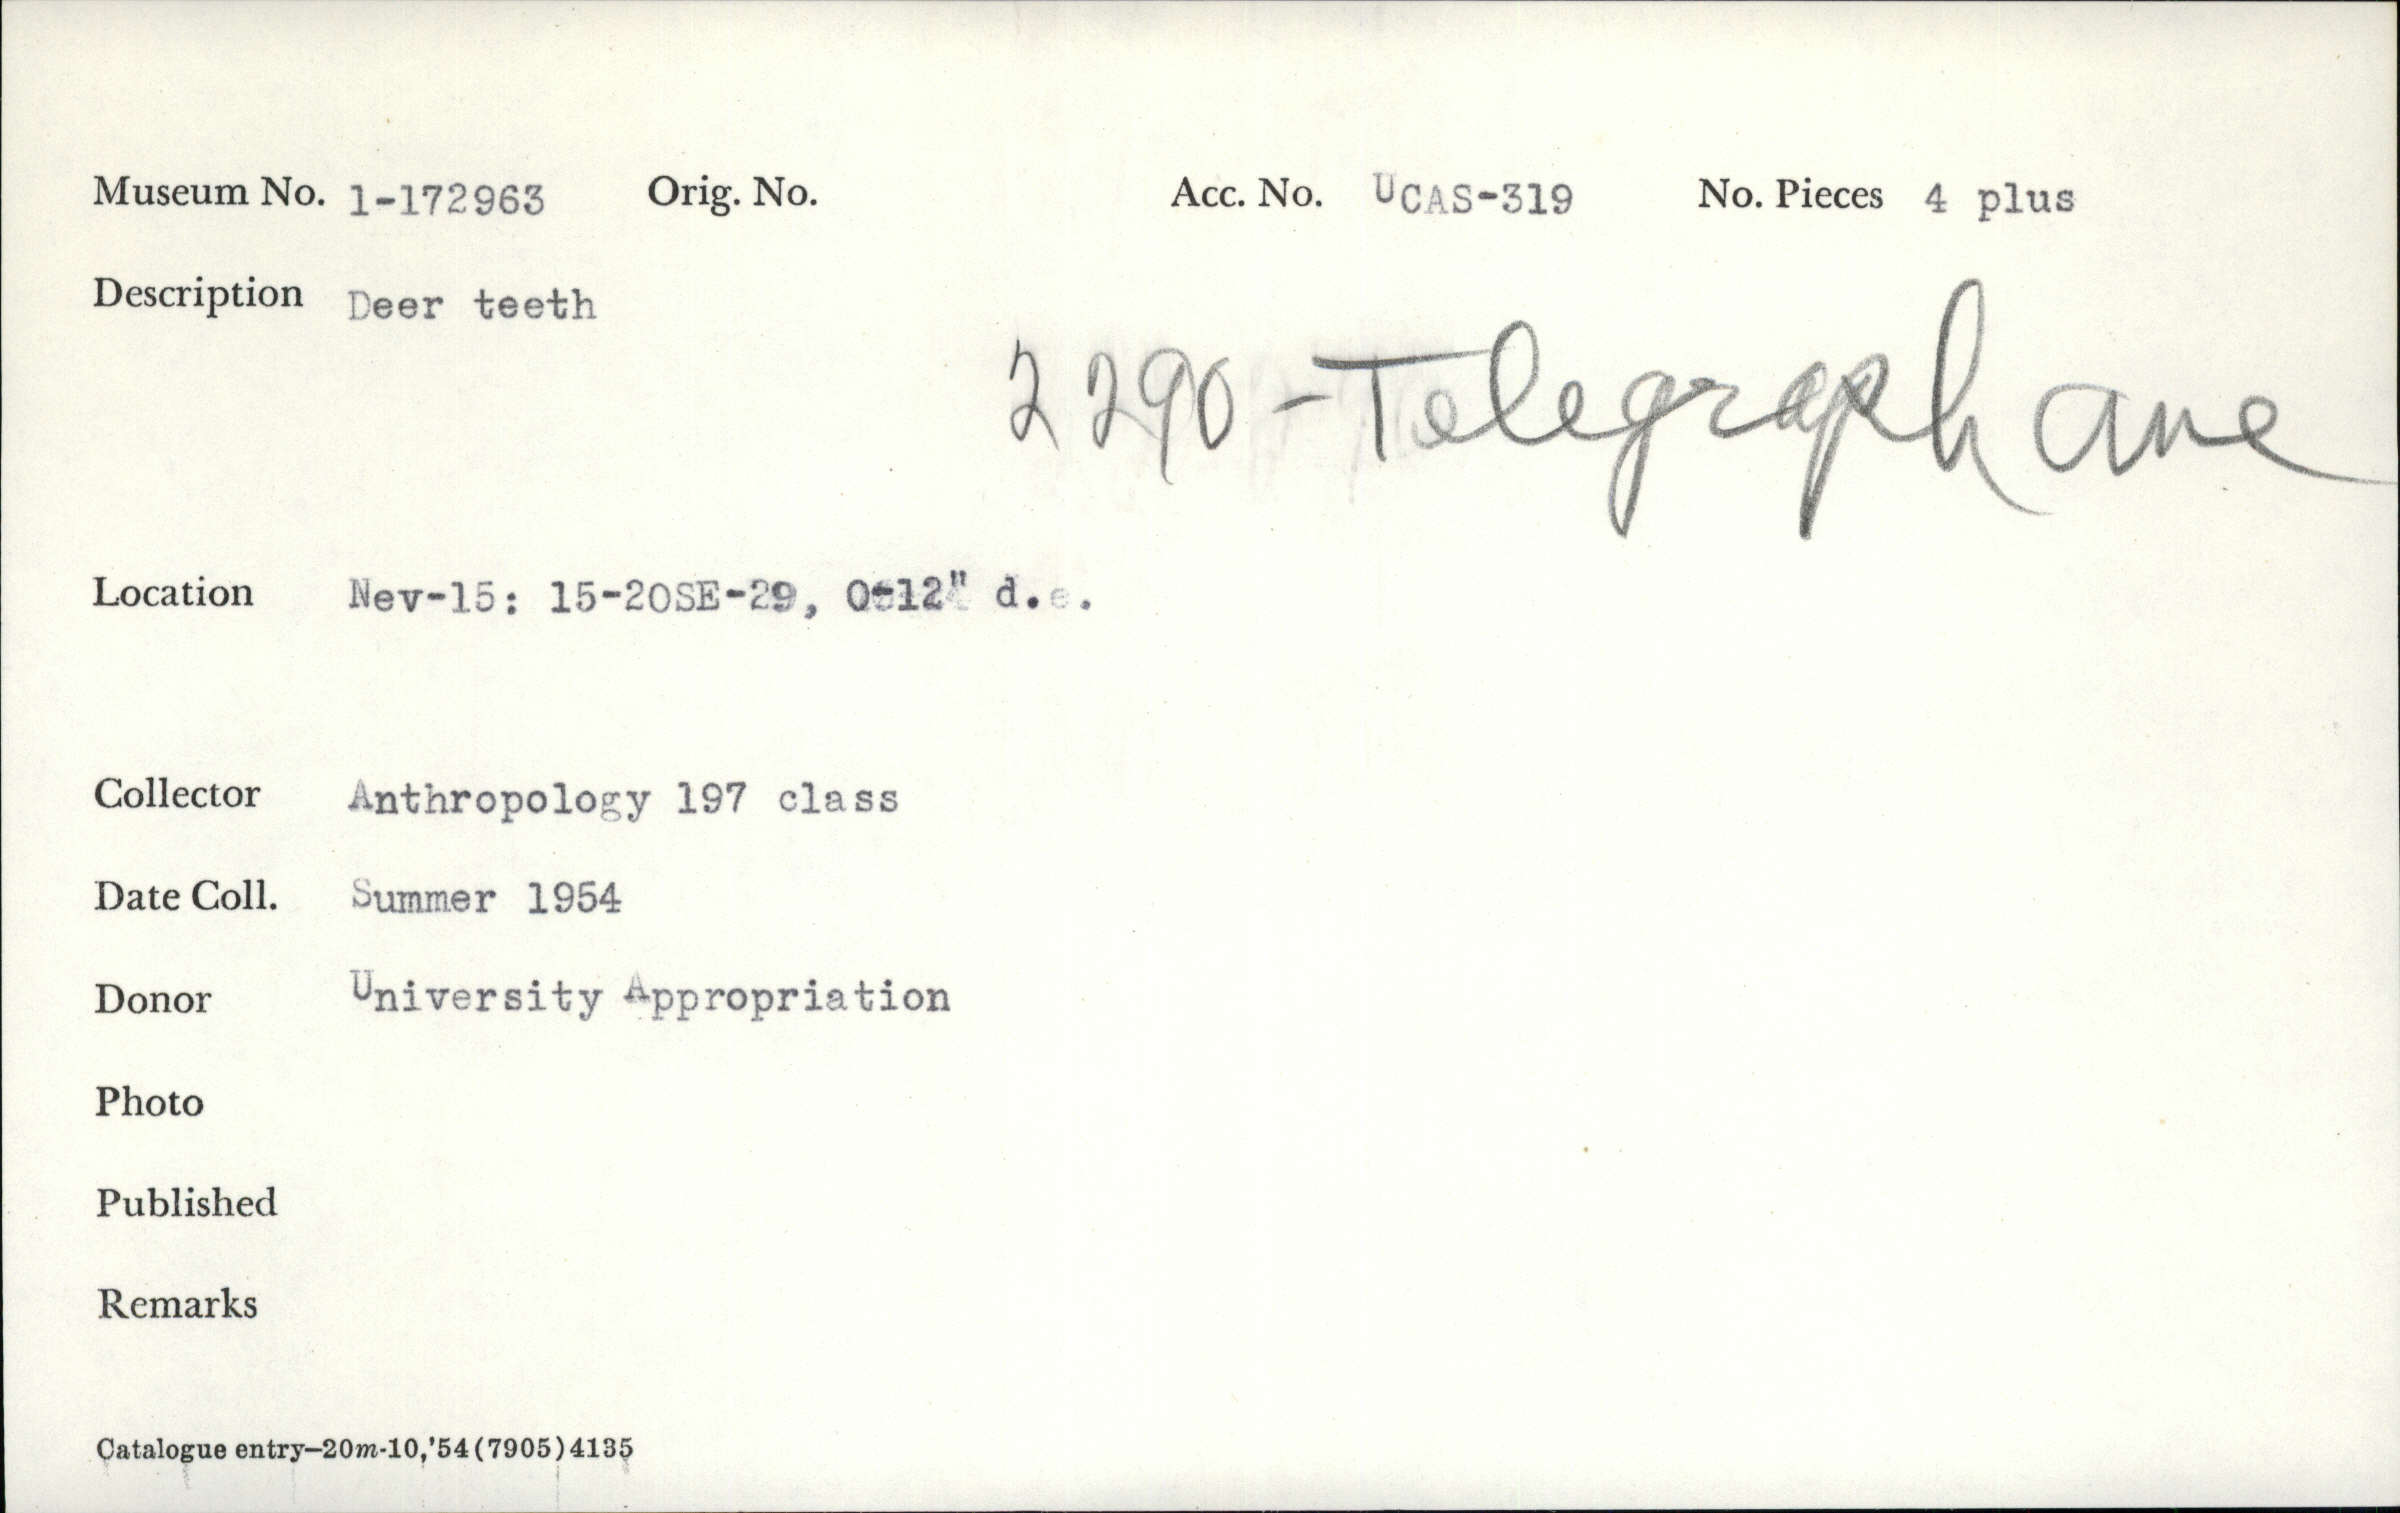 Museum No. 1-172963 Orig. No. Acc. No. UCAS-319 No. Pieces 4 plus
Description Deer teeth
2290 - Telegraph ave
Location Nev-15: 15-20SE-29, 0-12" d.e.
Collector Anthropology 197 class
Date Coll. Summer 1954
Donor University Appropriation
Photo
Published
Remarks
Catalogue entry—20m-10,'54(7905)4135